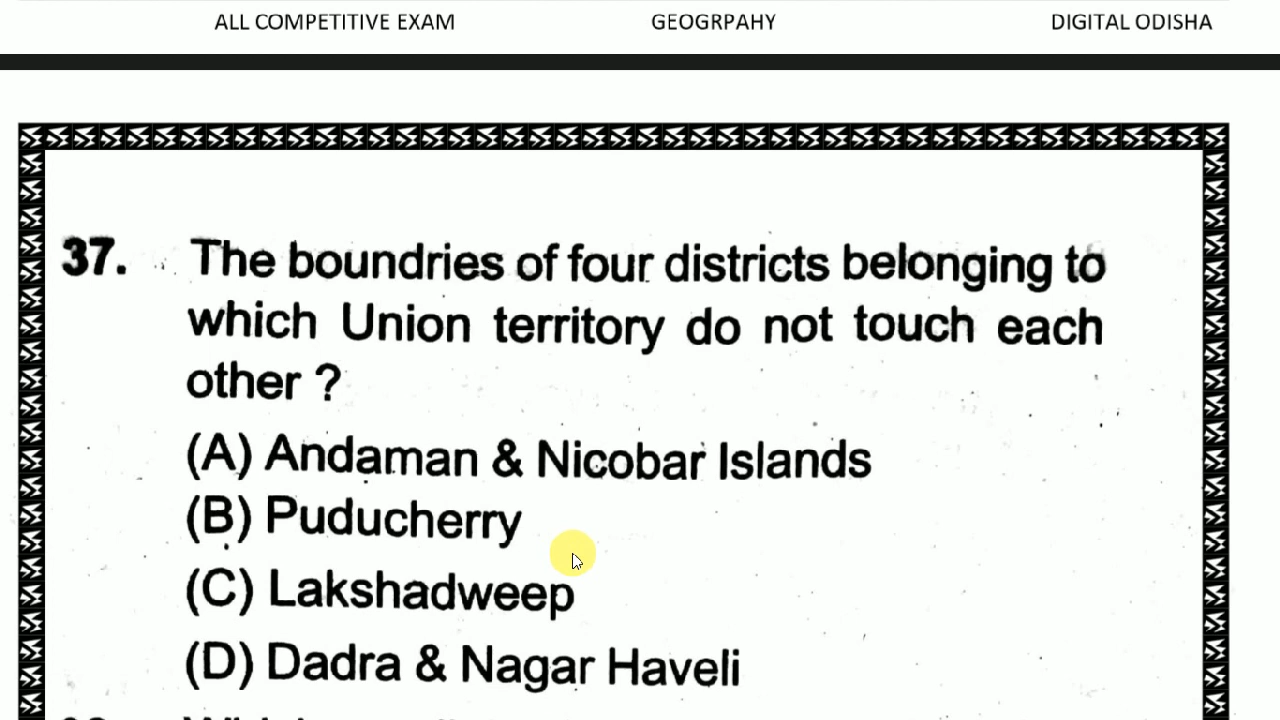 ALL COMPETITIVE EXAM GEOGRPAHY DIGITAL ODISHA
37. The boundries of four districts belonging to
which Union territory do not touch each
other ?
(A) Andaman & Nicobar Islands
(B) Puducherry
(C) Lakshadweep
(D) Dadra & Nagar Haveli